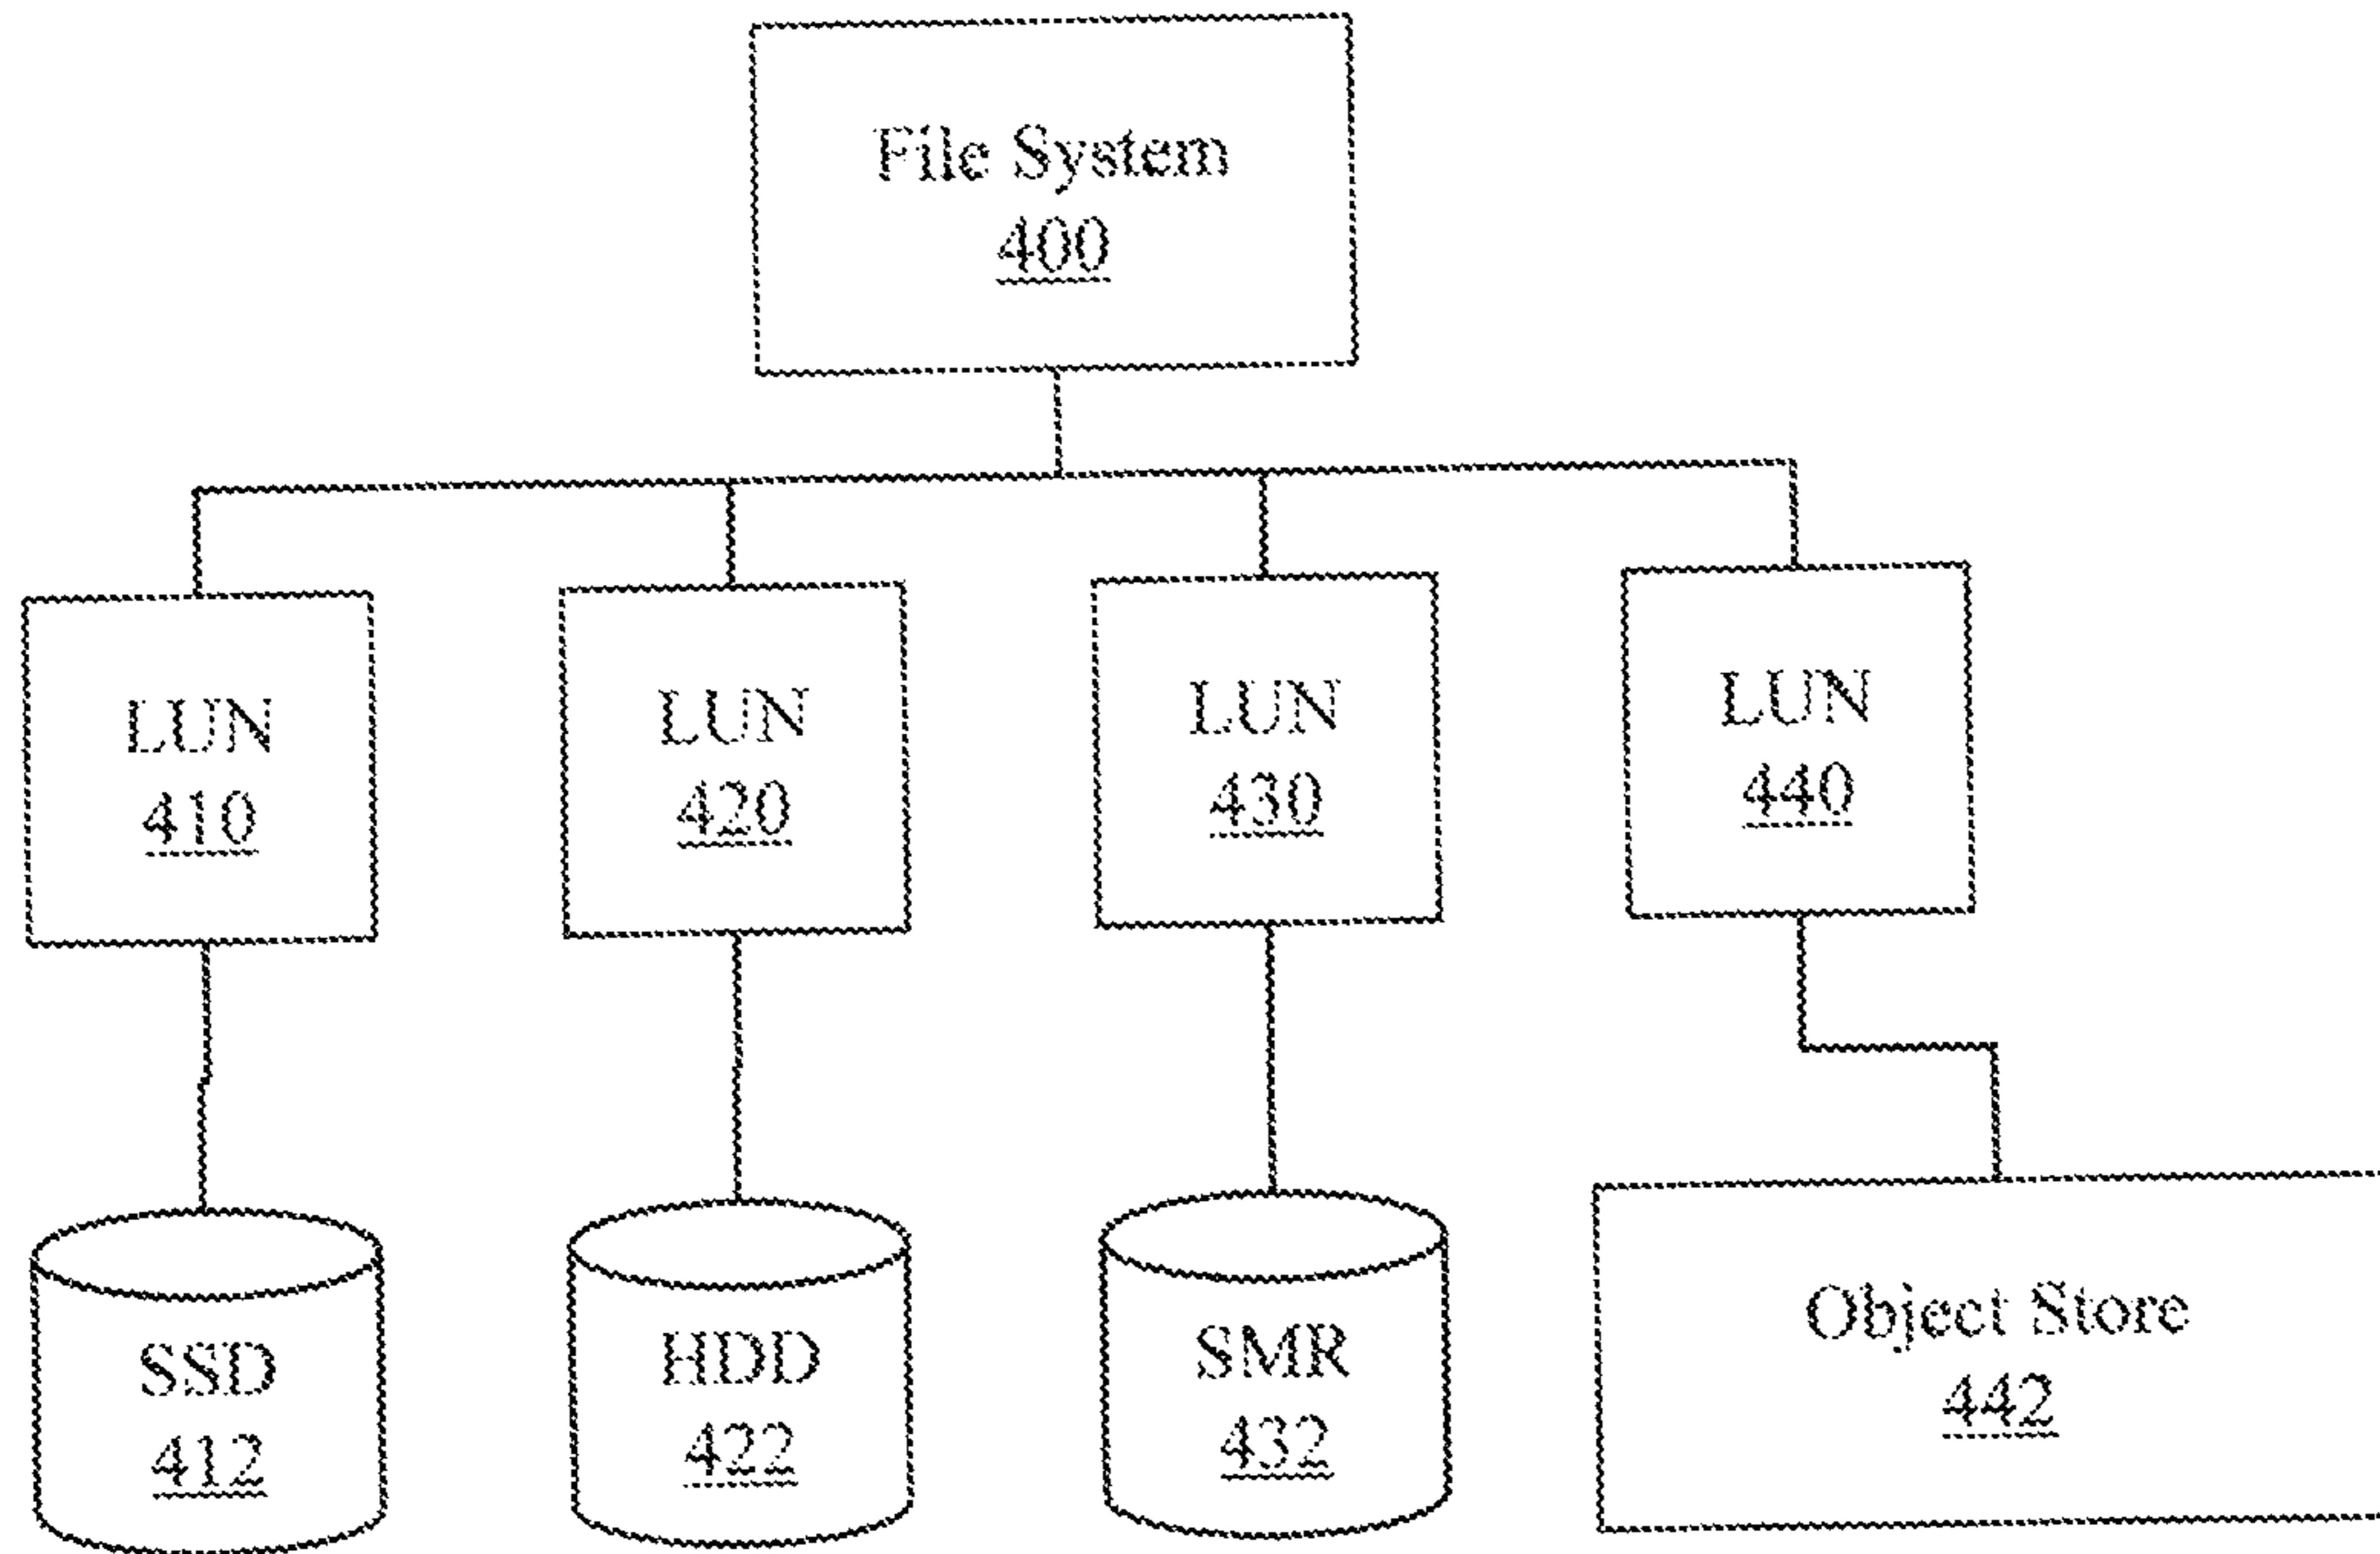 File System
400
LUN
410
LUN
420
LUN
430
LUN
440
SSD
412
HDD
422
SMR
432
Object Store
442